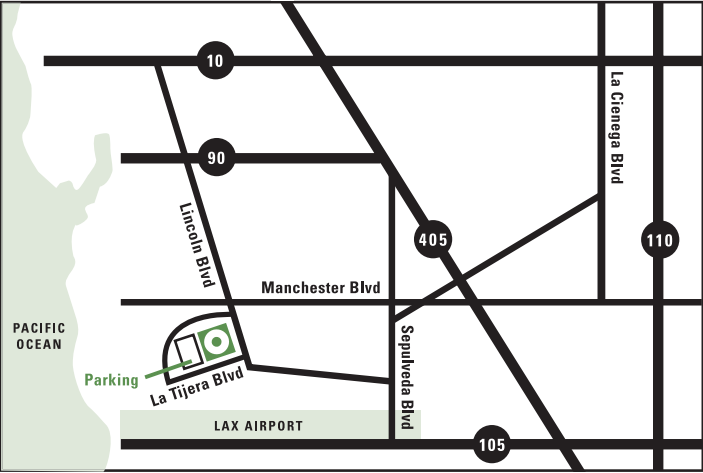 10
La Cienega Blvd
90
Lincoln Blvd
405
110
Manchester Blvd
PACIFIC
OCEAN
Parking
La Tijera Blvd
Sepulveda Blvd
LAX AIRPORT
105